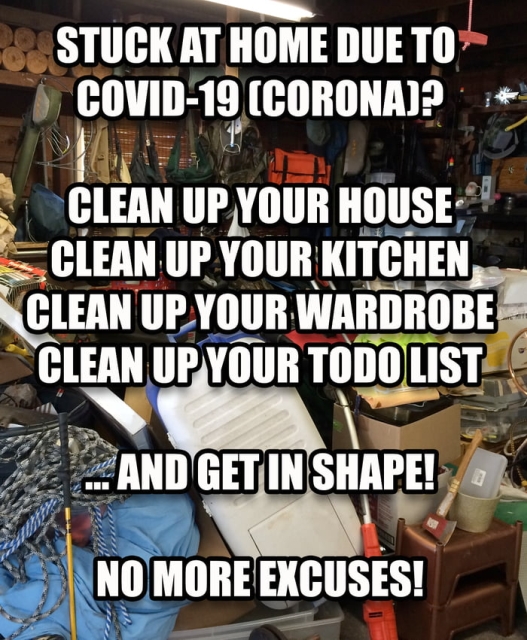 STUCK AT HOME DUE TO
COVID-19 (CORONA)?
CLEAN UP YOUR HOUSE
CLEAN UP YOUR KITCHEN
CLEAN UP YOUR WARDROBE
CLEAN UP YOUR TODO LIST
... AND GET IN SHAPE!
NO MORE EXCUSES!